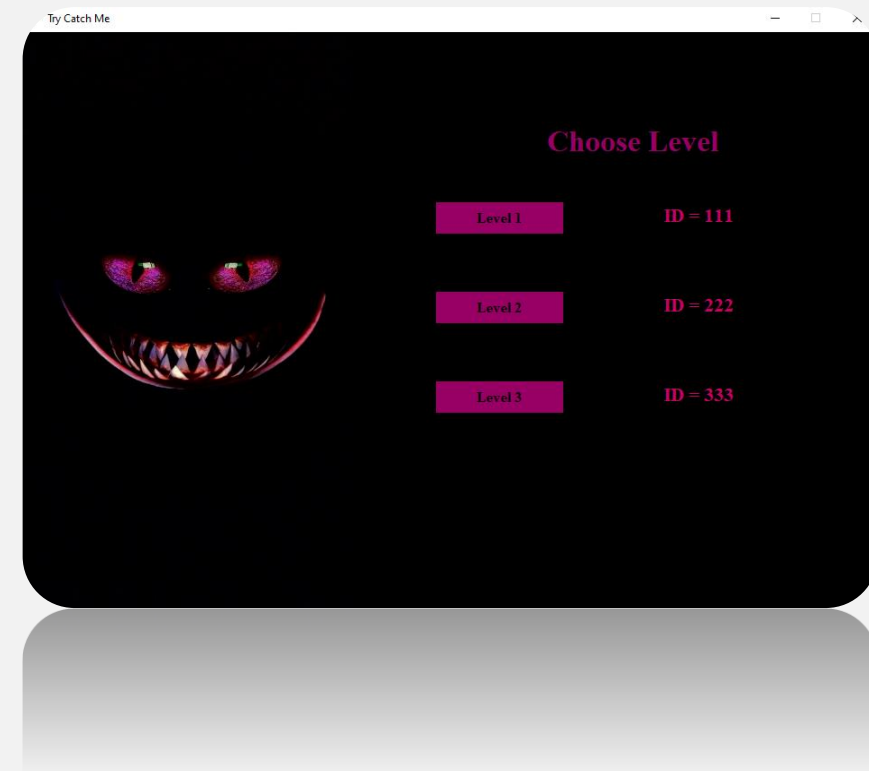 Try Catch Me
Choose Level
Level 1
ID = 111
Level 2
ID = 222
Level 3
ID = 333